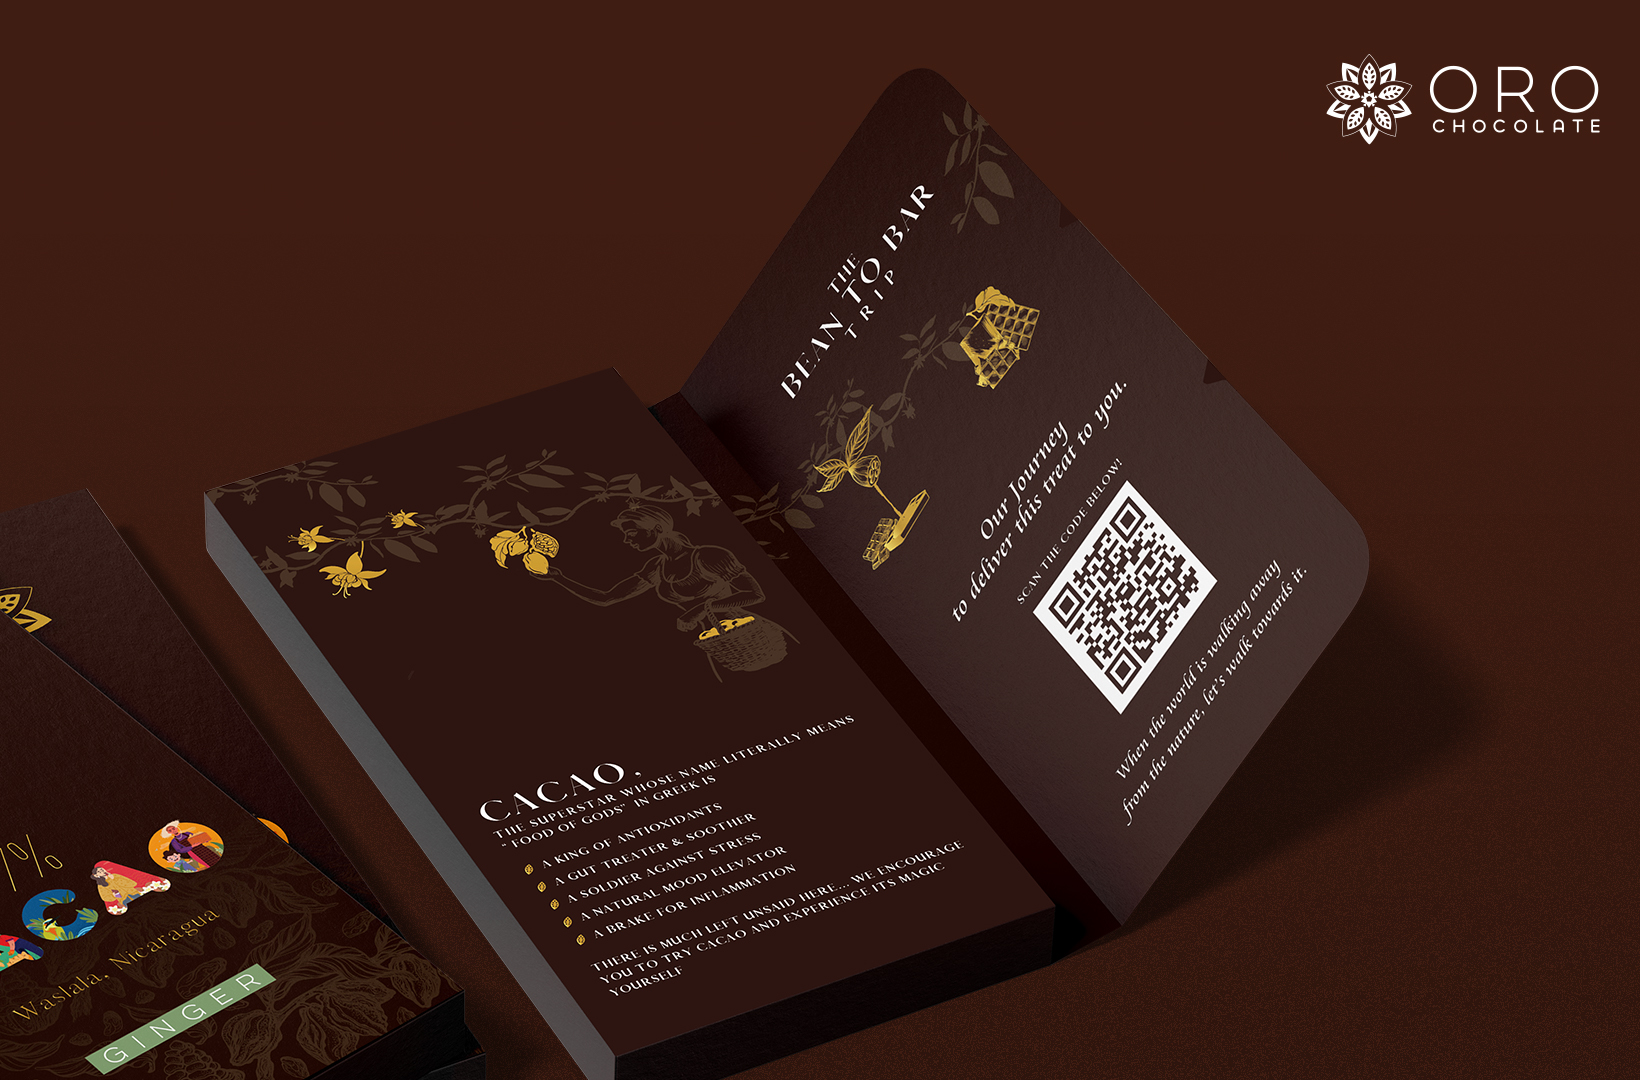 ORO
CHOCOLATE
THE
BEAN TO BAR
TRIP
Our Journey
to deliver this treat to you.
SCAN THE CODE BELOW!
When the world is walking away
from the nature, let's walk towards it.
CACAO,
THE SUPERSTAR WHOSE NAME LITERALLY MEANS
" FOOD OF GODS" IN GREEK IS
A KING OF ANTIOXIDANTS
A GUT TREATER & SOOTHER
A SOLDIER AGAINST STRESS
A NATURAL MOOD ELEVATOR
A BRAKE FOR INFLAMMATION
THERE IS MUCH LEFT UNSAID HERE... WE ENCOURAGE
YOU TO TRY CACAO AND EXPERIENCE ITS MAGIC
YOURSELF
%
ACAO
Waslala, Nicaragua
GINGER